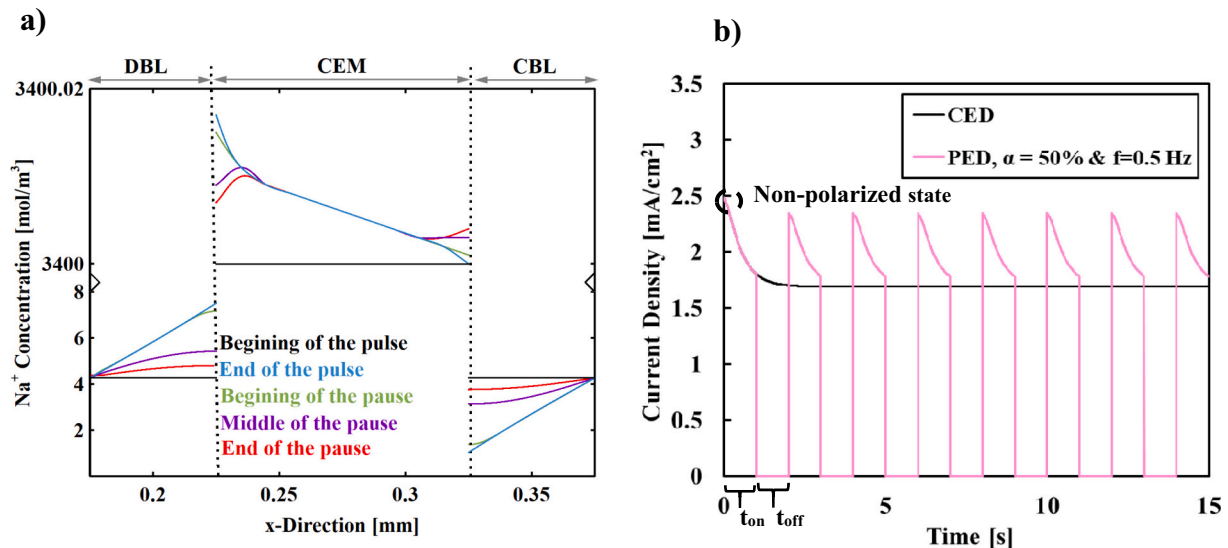 a)
DBL
CEM
CBL
3400.02
3400
8
6
4
2
Na+ Concentration [mol/m3]
Begining of the pulse
End of the pulse
Begining of the pause
Middle of the pause
End of the pause
0.2
0.25
0.3
0.35
x-Direction [mm]
b)
3.5
3
2.5
2
1.5
1
0.5
0
Current Density [mA/cm2]
CED
PED, α = 50% & f=0.5 Hz
Non-polarized state
0
5
10
15
ton
toff
Time [s]